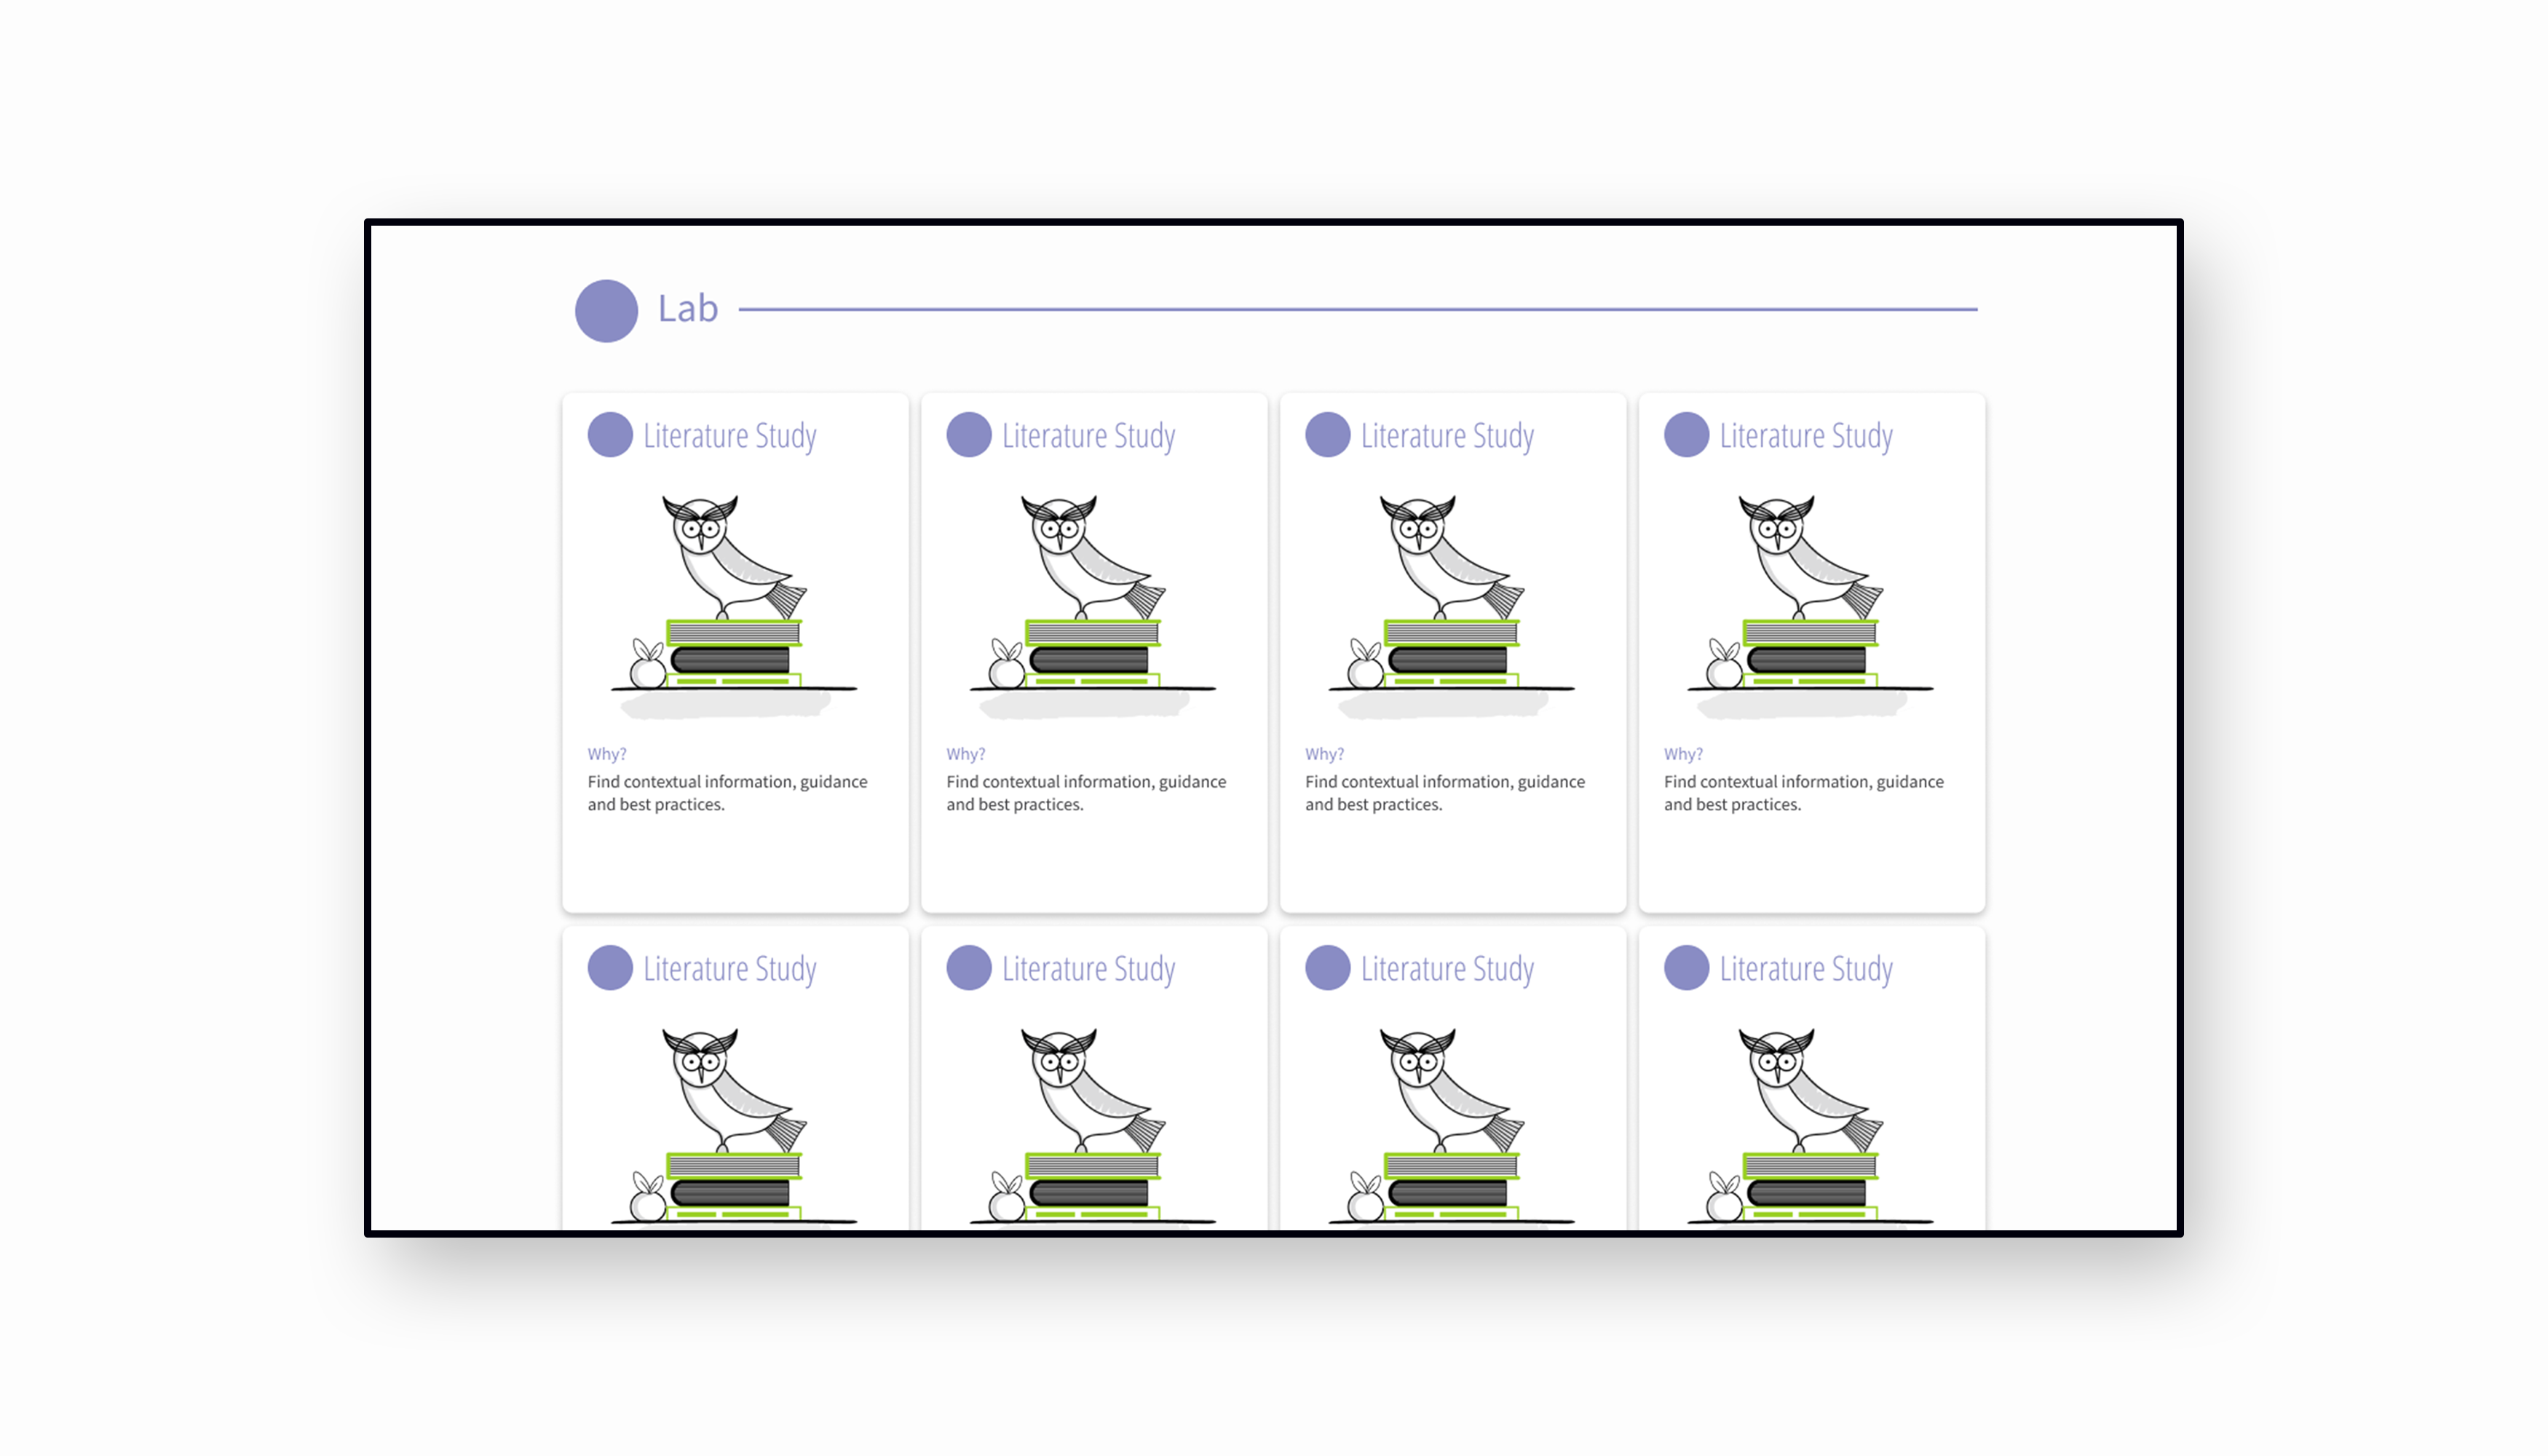 Lab
Literature Study
Literature Study
Literature Study
Literature Study
Why?
Why?
Why?
Why?
Find contextual information, guidance
and best practices.
Find contextual information, guidance
and best practices.
Find contextual information, guidance
and best practices.
Find contextual information, guidance
and best practices.
Literature Study
Literature Study
Literature Study
Literature Study